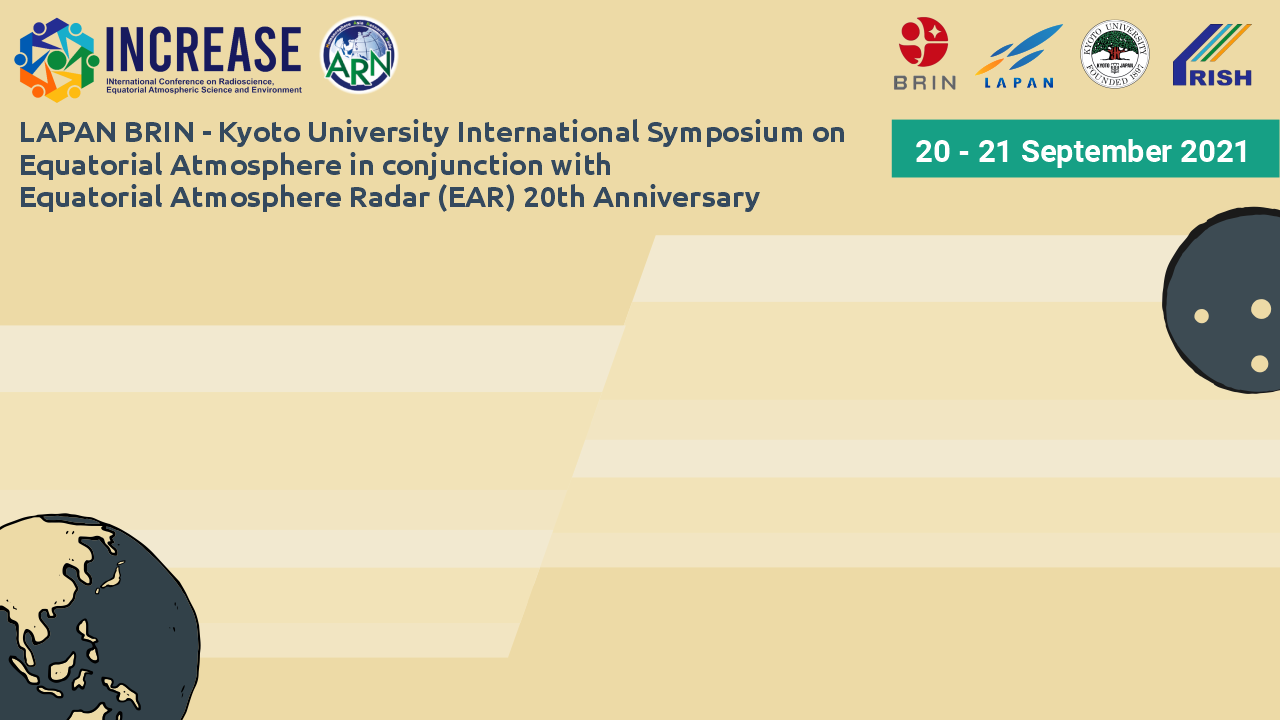 INCREASE
INternational Conference on Radioscience,
Equatorial Atmospheric Science and Environment
ARN
BRIN
LAPAN
KYOTO UNIVERSITY
KYOTO JAPAN
FOUNDED 1897
RISH
LAPAN BRIN - Kyoto University International Symposium on
Equatorial Atmosphere in conjunction with
Equatorial Atmosphere Radar (EAR) 20th Anniversary
20 - 21 September 2021